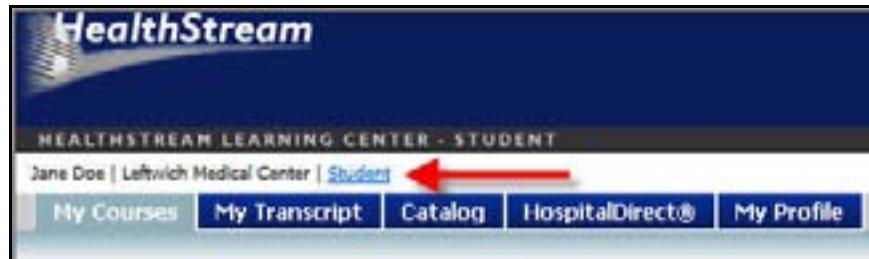 HealthStream
HEALTHSTREAM LEARNING CENTER - STUDENT
Jane Doe | Leftwich Medical Center | Student
My Courses My Transcript Catalog HospitalDirect® My Profile